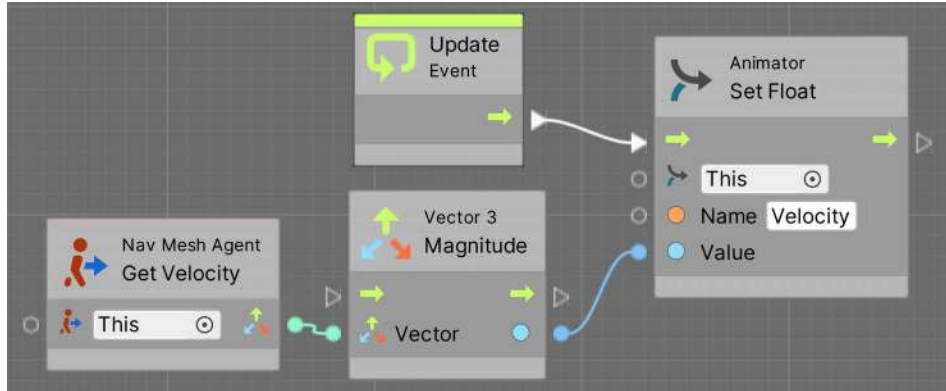 Update
Event
Animator
Set Float
This
Name Velocity
Value
Vector 3
Magnitude
Vector
Nav Mesh Agent
Get Velocity
This